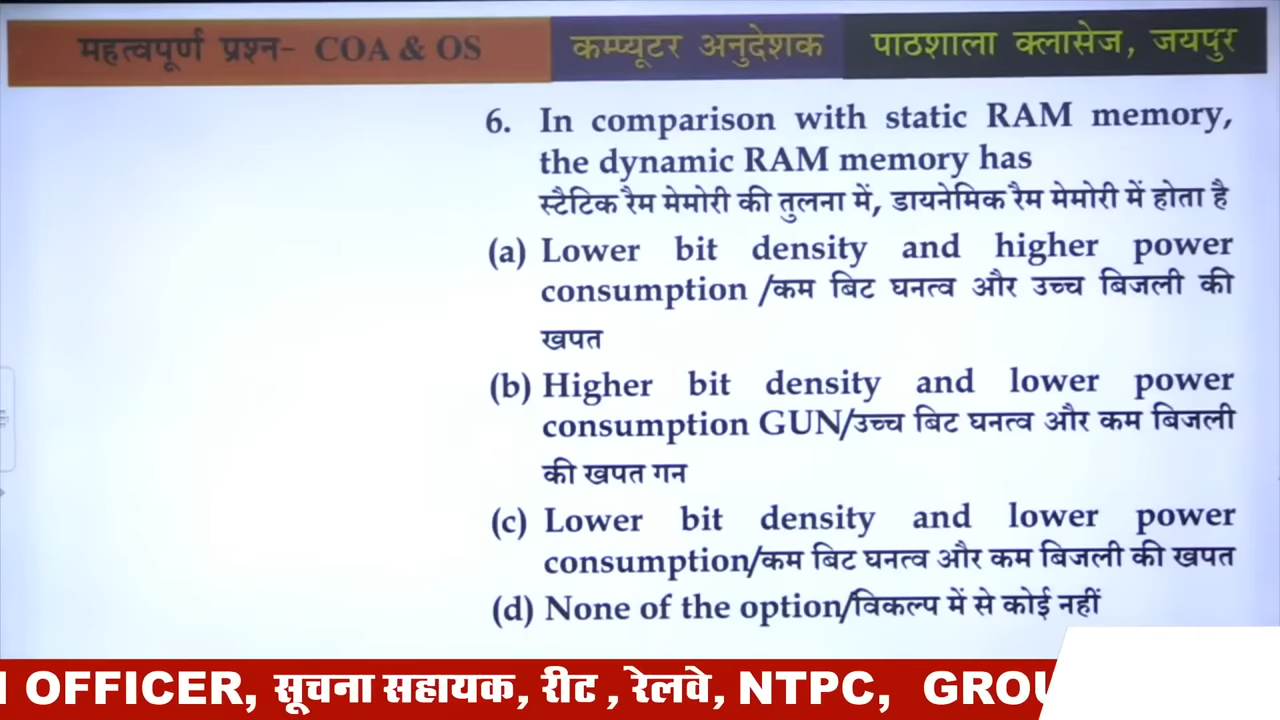 महत्वपूर्ण प्रश्न- COA & OS
कम्प्यूटर अनुदेशक
पाठशाला क्लासेज, जयपुर
6. In comparison with static RAM memory,
the dynamic RAM memory has
स्टैटिक रैम मेमोरी की तुलना में, डायनेमिक रैम मेमोरी में होता है
(a) Lower bit density and higher power
consumption /कम बिट घनत्व और उच्च बिजली की
खपत
(b) Higher bit density and lower power
consumption GUN/उच्च बिट घनत्व और कम बिजली
की खपत गन
(c) Lower bit density and lower power
consumption/कम बिट घनत्व और कम बिजली की खपत
(d) None of the option/विकल्प में से कोई नहीं
OFFICER, सूचना सहायक, रीट , रेलवे, NTPC,